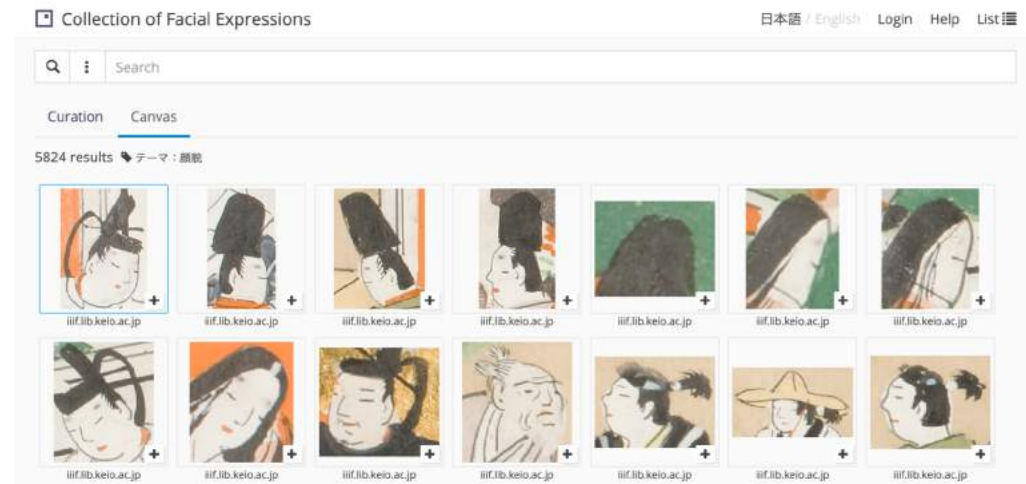 Collection of Facial Expressions 日本語 / English Login Help List
Search
Curation Canvas
5824 results テーマ：顔貌
iiif.lib.keio.ac.jp iiif.lib.keio.ac.jp iiif.lib.keio.ac.jp iiif.lib.keio.ac.jp iiif.lib.keio.ac.jp iiif.lib.keio.ac.jp iiif.lib.keio.ac.jp
iiif.lib.keio.ac.jp iiif.lib.keio.ac.jp iiif.lib.keio.ac.jp iiif.lib.keio.ac.jp iiif.lib.keio.ac.jp iiif.lib.keio.ac.jp iiif.lib.keio.ac.jp